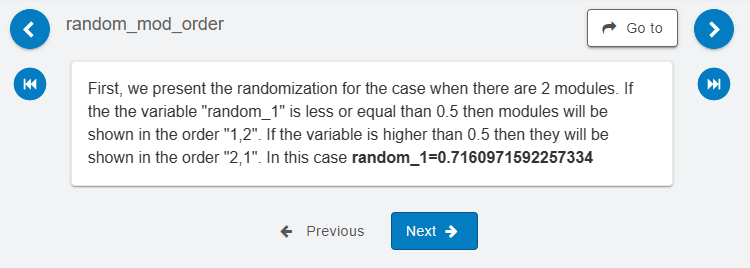 random_mod_order
Go to
First, we present the randomization for the case when there are 2 modules. If
the the variable "random_1" is less or equal than 0.5 then modules will be
shown in the order "1,2". If the variable is higher than 0.5 then they will be
shown in the order "2,1". In this case random_1=0.7160971592257334
Previous
Next